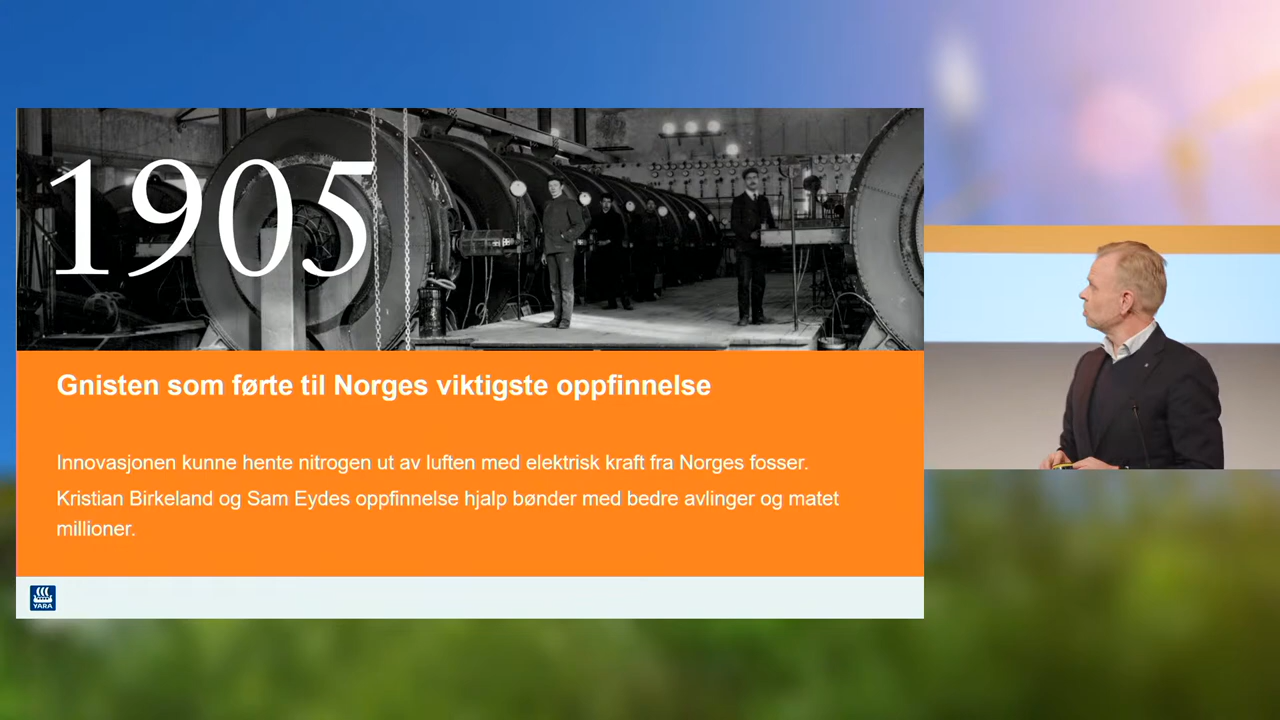 1905
Gnisten som førte til Norges viktigste oppfinnelse
Innovasjonen kunne hente nitrogen ut av luften med elektrisk kraft fra Norges fosser.
Kristian Birkeland og Sam Eydes oppfinnelse hjalp bønder med bedre avlinger og matet
millioner.
YARA